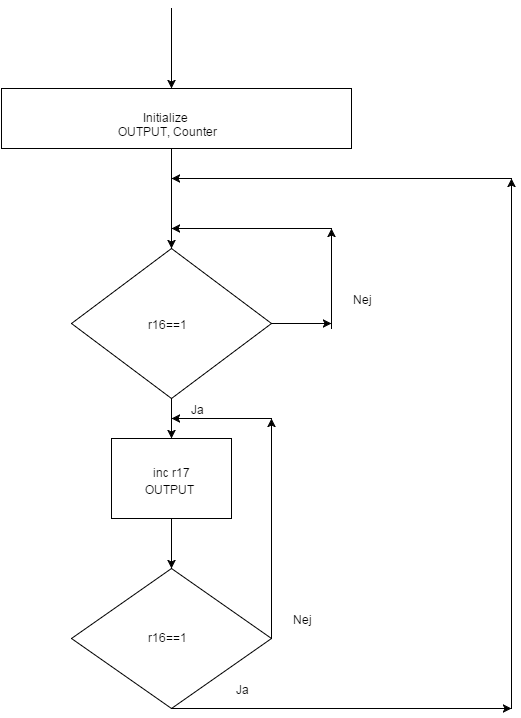 Initialize
OUTPUT, Counter
r16==1
Nej
Ja
inc r17
OUTPUT
r16==1
Nej
Ja